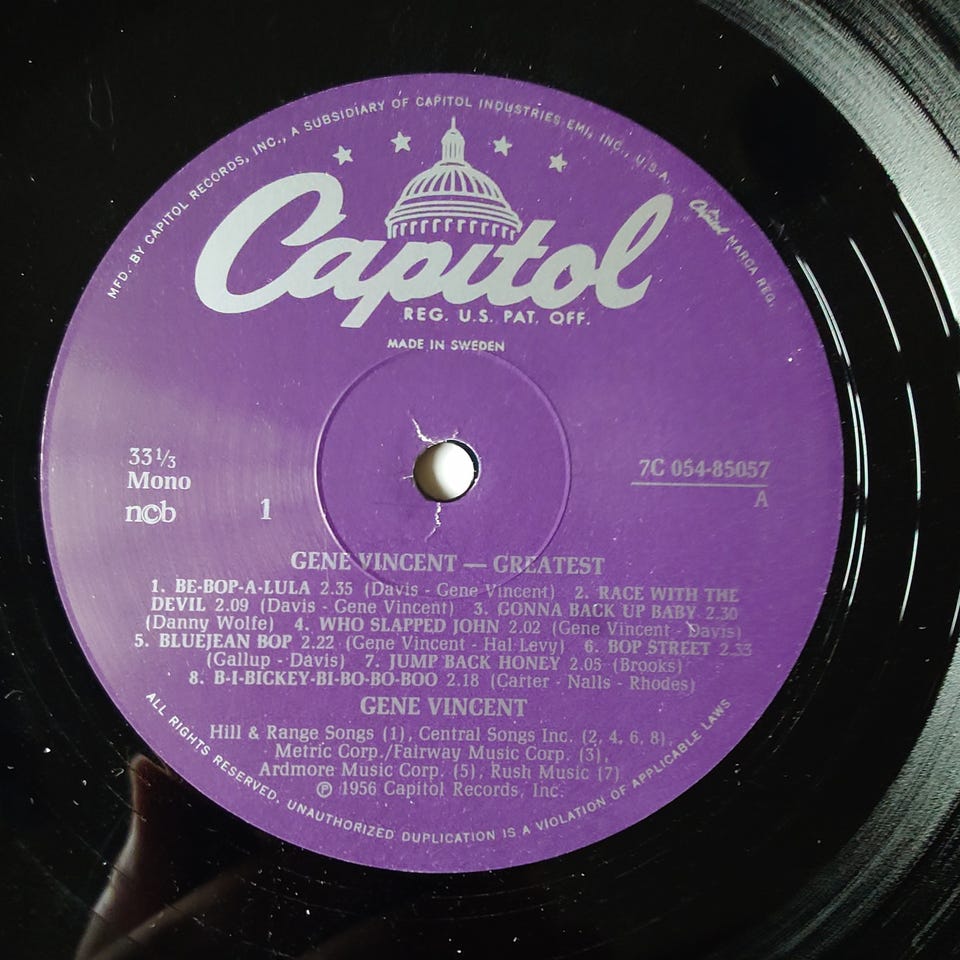 MFD. BY CAPITOL RECORDS, INC., A SUBSIDIARY OF CAPITOL INDUSTRIES-EMI, INC., U.S.A.
Capitol MARCA REG.
Capitol
REG. U.S. PAT. OFF.
MADE IN SWEDEN
33⅓
Mono
ncb
1
7C 054-85057
A
GENE VINCENT — GREATEST
1. BE-BOP-A-LULA 2.35 (Davis - Gene Vincent) 2. RACE WITH THE
DEVIL 2.09 (Davis - Gene Vincent) 3. GONNA BACK UP BABY 2.30
(Danny Wolfe) 4. WHO SLAPPED JOHN 2.02 (Gene Vincent - Davis)
5. BLUEJEAN BOP 2.22 (Gene Vincent - Hal Levy) 6. BOP STREET 2.33
(Gallup - Davis) 7. JUMP BACK HONEY 2.05 (Brooks)
8. B-I-BICKEY-BI-BO-BO-BOO 2.18 (Carter - Nalls - Rhodes)
GENE VINCENT
Hill & Range Songs (1), Central Songs Inc. (2, 4, 6, 8),
Metric Corp./Fairway Music Corp. (3),
Ardmore Music Corp. (5), Rush Music (7)
℗ 1956 Capitol Records, Inc.
ALL RIGHTS RESERVED. UNAUTHORIZED DUPLICATION IS A VIOLATION OF APPLICABLE LAWS